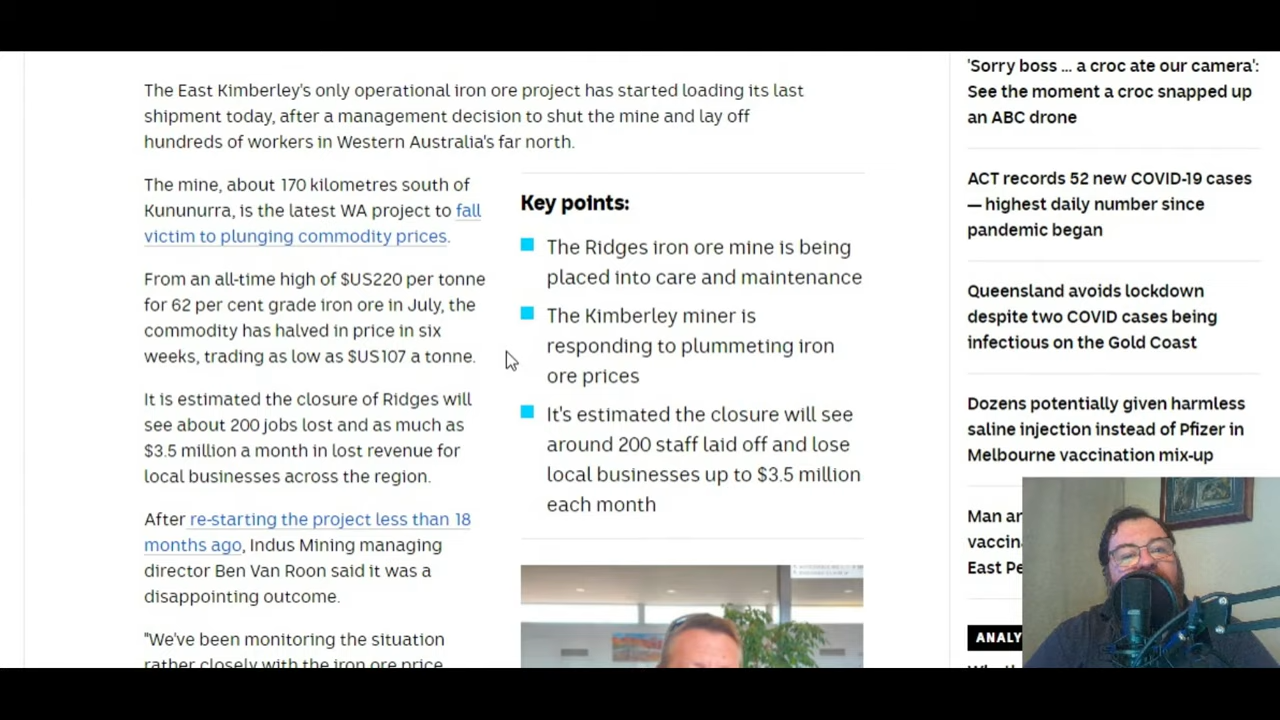 The East Kimberley's only operational iron ore project has started loading its last
shipment today, after a management decision to shut the mine and lay off
hundreds of workers in Western Australia's far north.
The mine, about 170 kilometres south of
Kununurra, is the latest WA project to fall
victim to plunging commodity prices.
From an all-time high of $US220 per tonne
for 62 per cent grade iron ore in July, the
commodity has halved in price in six
weeks, trading as low as $US107 a tonne.
It is estimated the closure of Ridges will
see about 200 jobs lost and as much as
$3.5 million a month in lost revenue for
local businesses across the region.
After re-starting the project less than 18
months ago, Indus Mining managing
director Ben Van Roon said it was a
disappointing outcome.
"We've been monitoring the situation
rather closely with the iron ore price
Key points:
The Ridges iron ore mine is being
placed into care and maintenance
The Kimberley miner is
responding to plummeting iron
ore prices
It's estimated the closure will see
around 200 staff laid off and lose
local businesses up to $3.5 million
each month
'Sorry boss ... a croc ate our camera':
See the moment a croc snapped up
an ABC drone
ACT records 52 new COVID-19 cases
— highest daily number since
pandemic began
Queensland avoids lockdown
despite two COVID cases being
infectious on the Gold Coast
Dozens potentially given harmless
saline injection instead of Pfizer in
Melbourne vaccination mix-up
Man
East